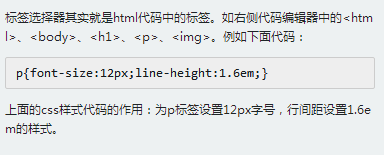 标签选择器其实就是html代码中的标签。如右侧代码编辑器中的<htm
l>、<body>、<h1>、<p>、<img>。例如下面代码：
p{font-size:12px;line-height:1.6em;}
上面的css样式代码的作用：为p标签设置12px字号，行间距设置1.6e
m的样式。